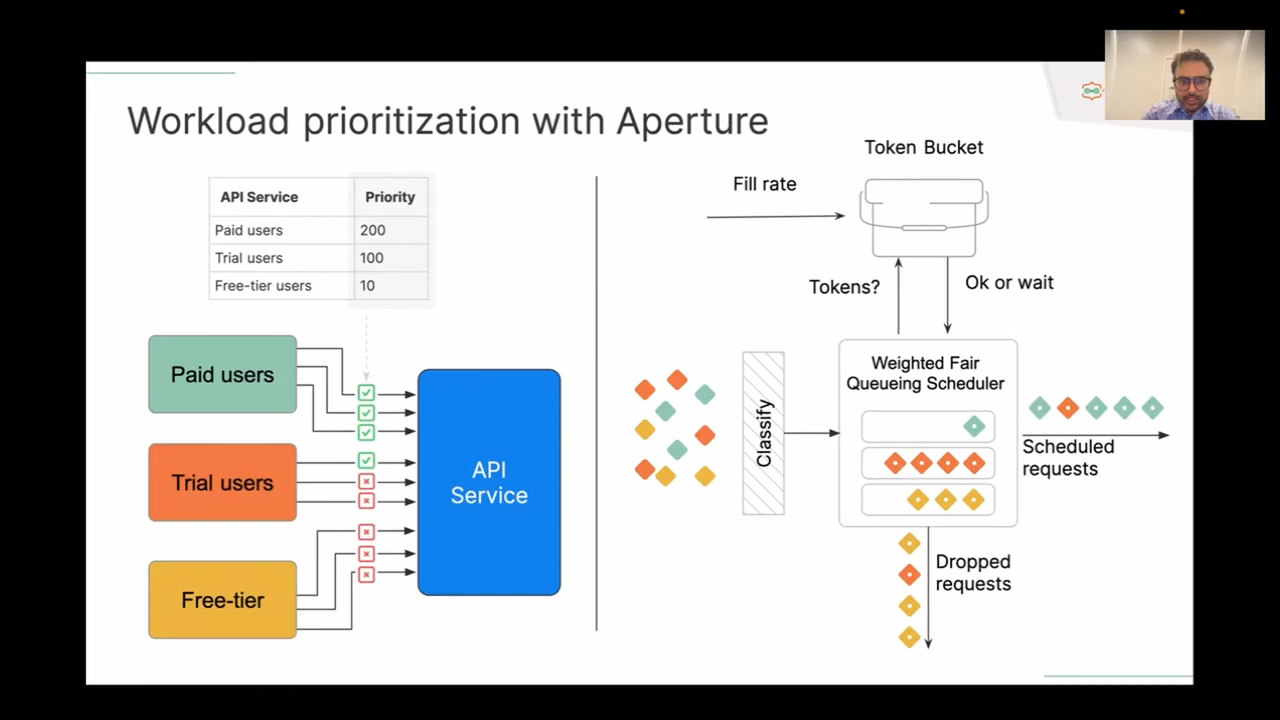 Workload prioritization with Aperture
API Service Priority
Paid users 200
Trial users 100
Free-tier users 10
Paid users
Trial users
Free-tier
API
Service
Token Bucket
Fill rate
Tokens?
Ok or wait
Classify
Weighted Fair
Queueing Scheduler
Scheduled
requests
Dropped
requests